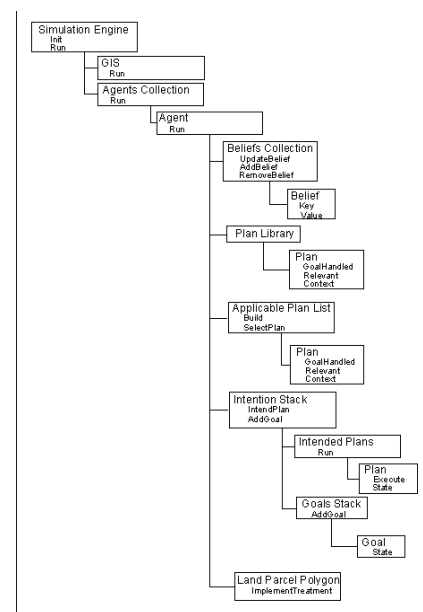 Simulation Engine
Init
Run
GIS
Run
Agents Collection
Run
Agent
Run
Beliefs Collection
UpdateBelief
AddBelief
RemoveBelief
Belief
Key
Value
Plan Library
Plan
GoalHandled
Relevant
Context
Applicable Plan List
Build
SelectPlan
Plan
GoalHandled
Relevant
Context
Intention Stack
IntendPlan
AddGoal
Intended Plans
Run
Plan
Execute
State
Goals Stack
AddGoal
Goal
State
Land Parcel Polygon
ImplementTreatment